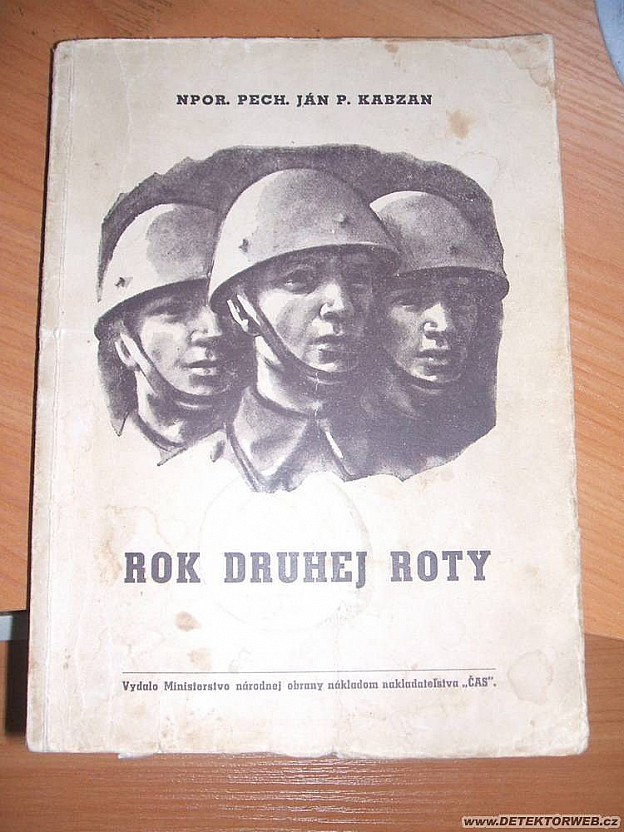 NPOR. PECH. JÁN P. KABZAN
ROK DRUHEJ ROTY
Vydalo Ministerstvo národnej obrany nákladom nakladateľstva „ČAS".
www.DETEKTORWEB.cz